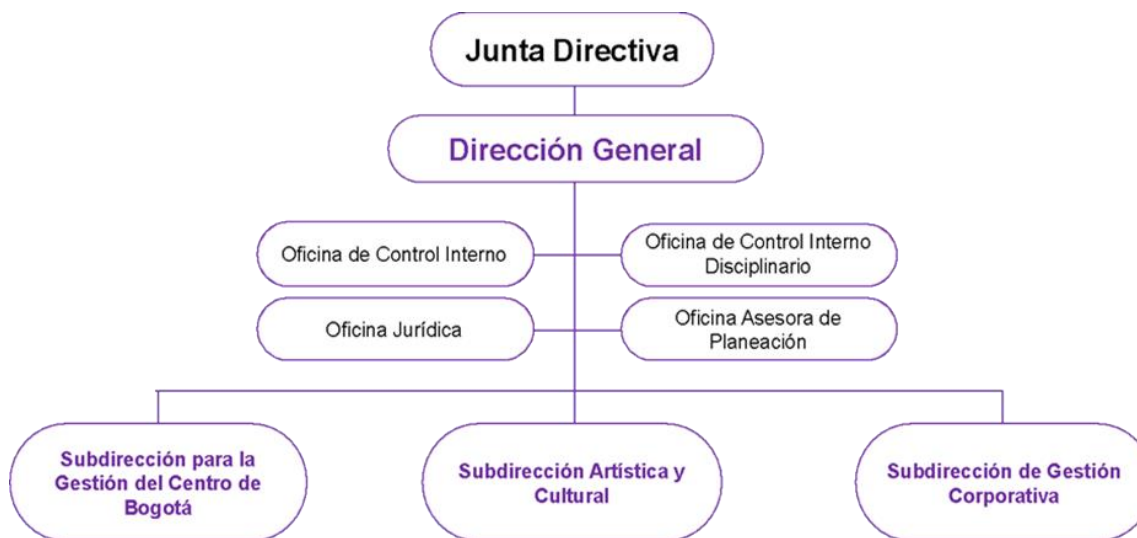 Junta Directiva
Dirección General
Oficina de Control Interno
Oficina de Control Interno
Disciplinario
Oficina Jurídica
Oficina Asesora de
Planeación
Subdirección para la
Gestión del Centro de
Bogotá
Subdirección Artística y
Cultural
Subdirección de Gestión
Corporativa